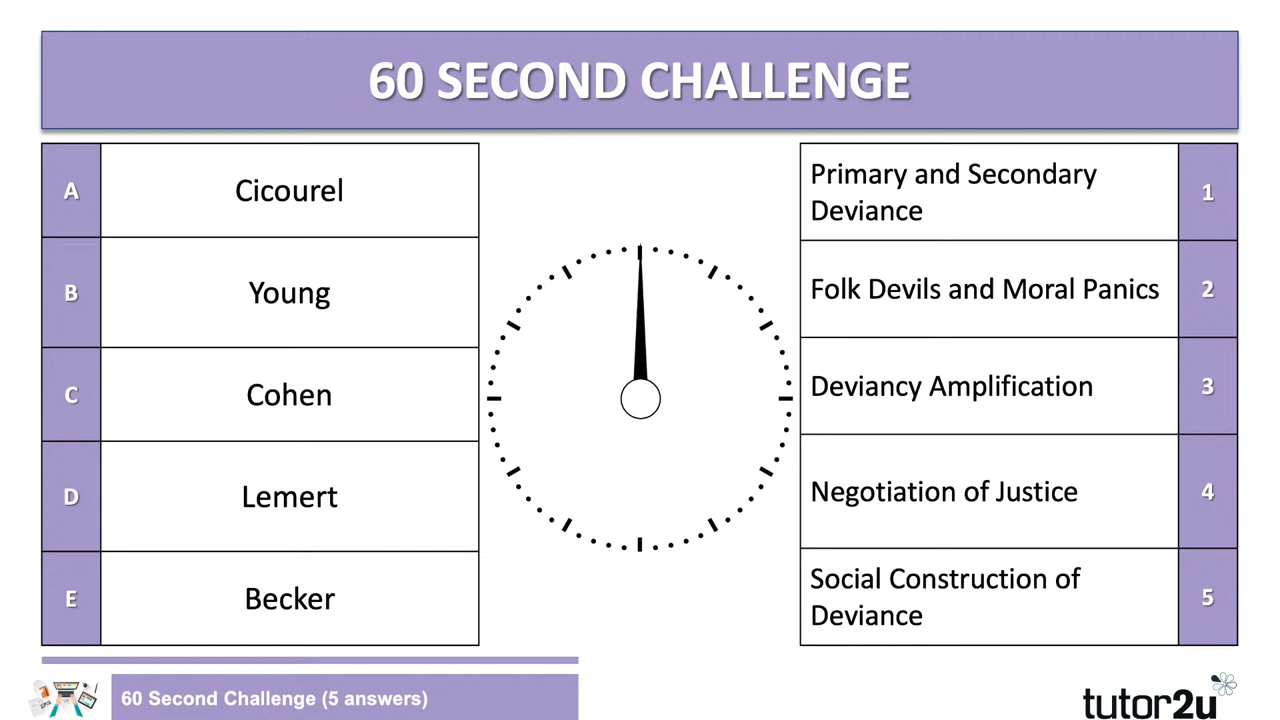 60 SECOND CHALLENGE
A
Cicourel
B
Young
C
Cohen
D
Lemert
E
Becker
Primary and Secondary
Deviance
1
Folk Devils and Moral Panics
2
Deviancy Amplification
3
Negotiation of Justice
4
Social Construction of
Deviance
5
60 Second Challenge (5 answers)
tutor2u